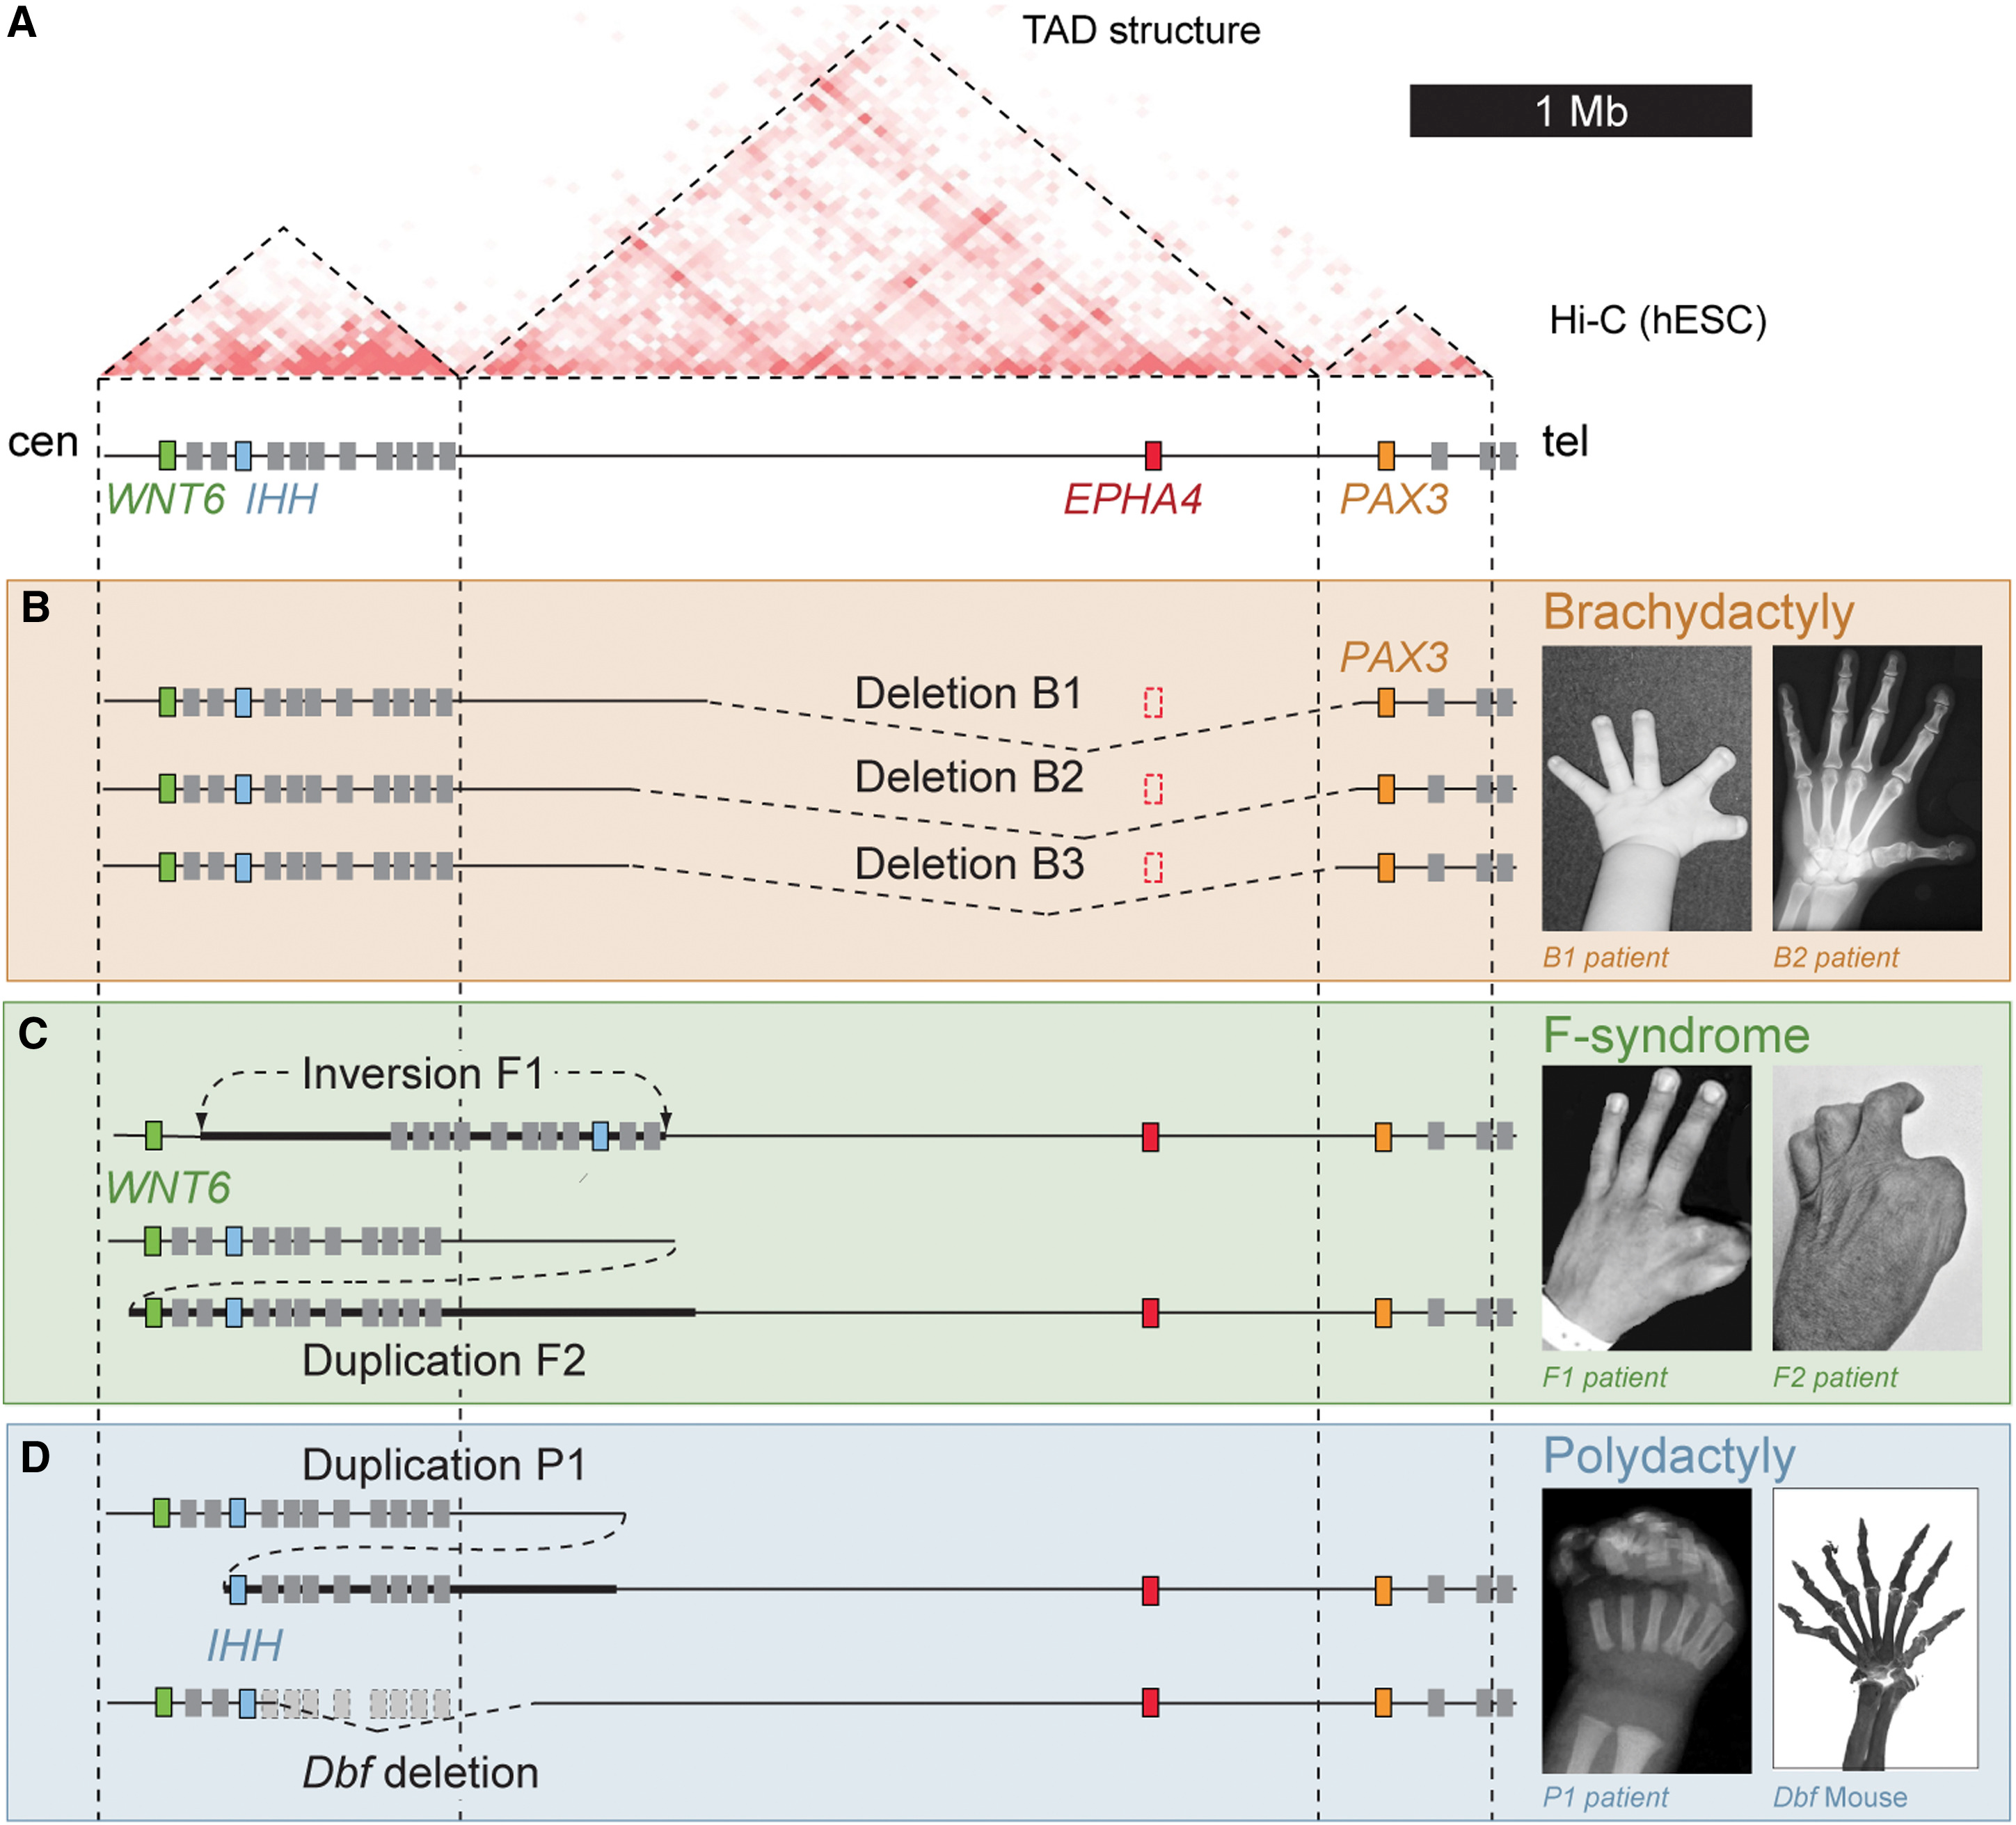 A
TAD structure
1 Mb
Hi-C (hESC)
cen
tel
WNT6 IHH
EPHA4
PAX3
B
Brachydactyly
PAX3
Deletion B1
Deletion B2
Deletion B3
B1 patient
B2 patient
C
F-syndrome
Inversion F1
WNT6
Duplication F2
F1 patient
F2 patient
D
Duplication P1
Polydactyly
IHH
Dbf deletion
P1 patient
Dbf Mouse